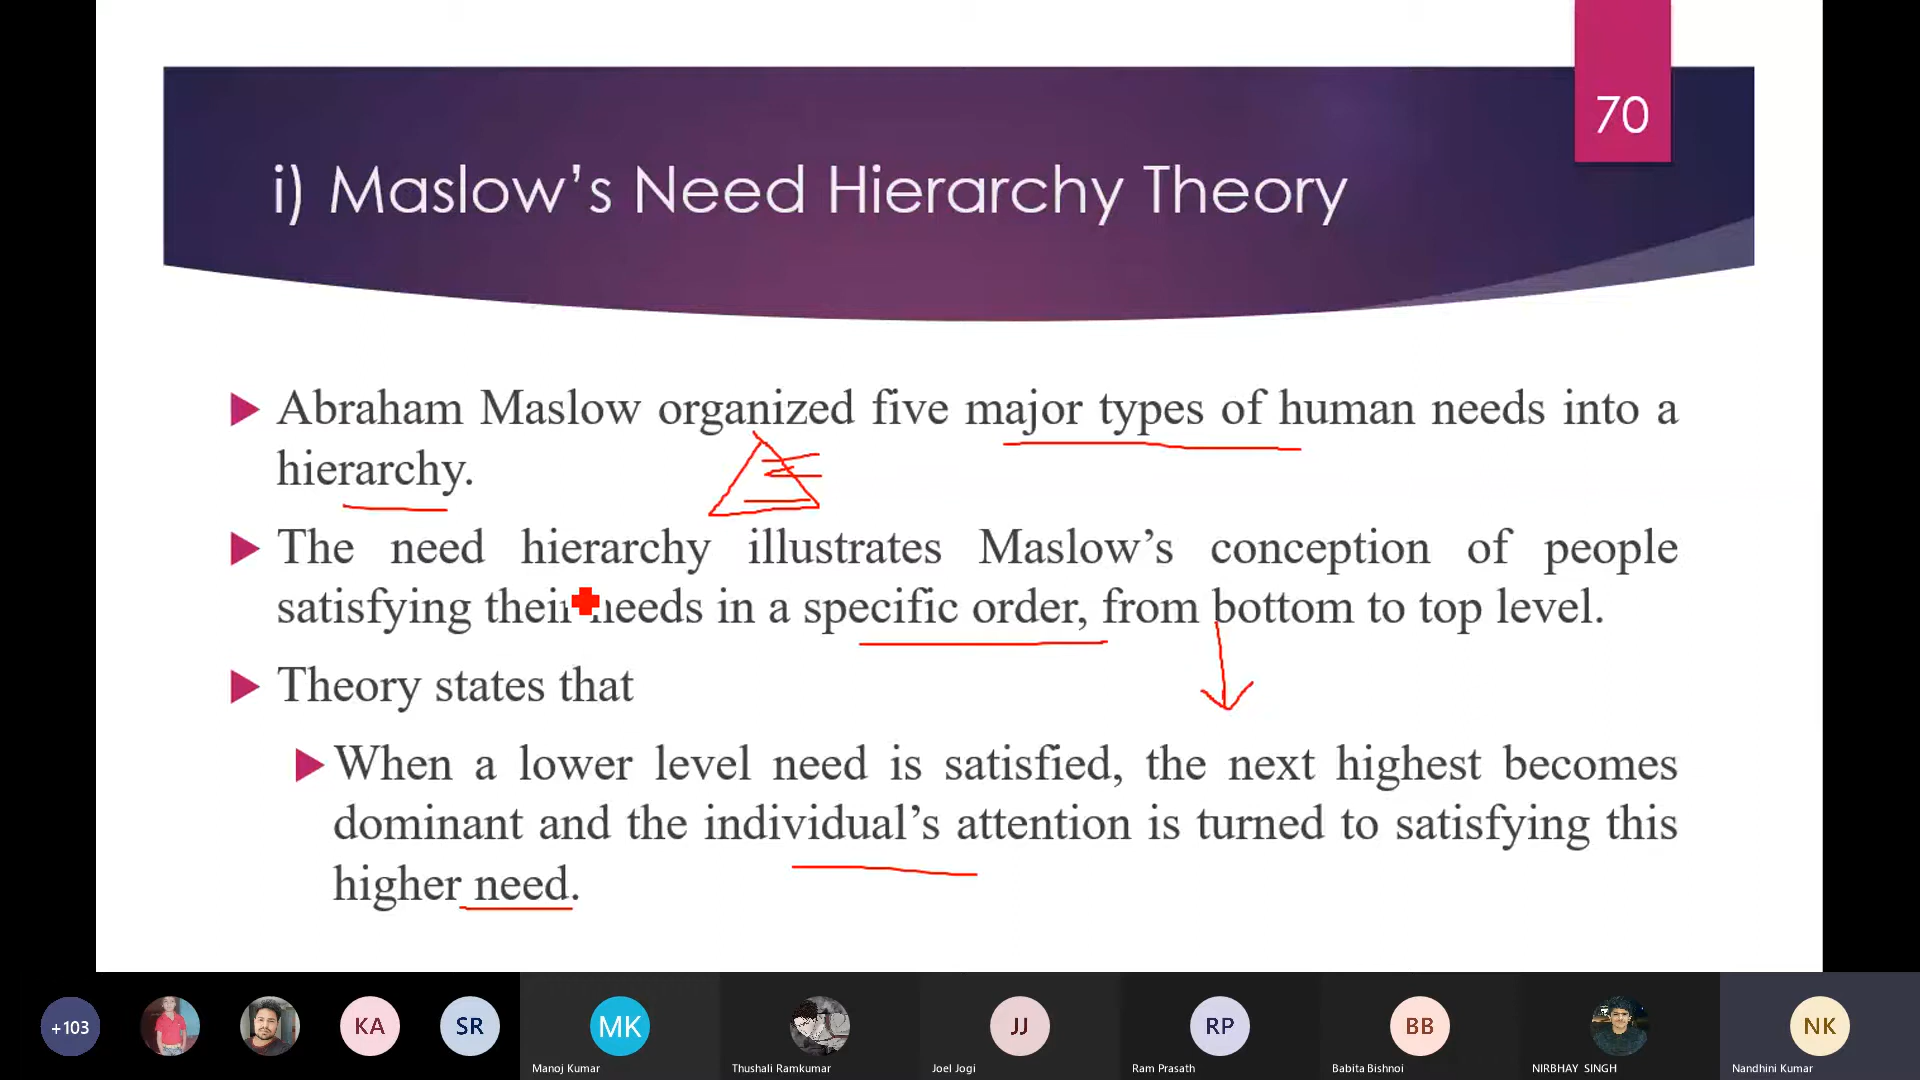 70
i) Maslow’s Need Hierarchy Theory
Abraham Maslow organized five major types of human needs into a
hierarchy.
The need hierarchy illustrates Maslow’s conception of people
satisfying their needs in a specific order, from bottom to top level.
Theory states that
When a lower level need is satisfied, the next highest becomes
dominant and the individual’s attention is turned to satisfying this
higher need.
+103
KA
SR
MK
JJ
RP
BB
NK
Manoj Kumar
Thushali Ramkumar
Joel Jogi
Ram Prasath
Babita Bishnoi
NIRBHAY SINGH
Nandhini Kumar